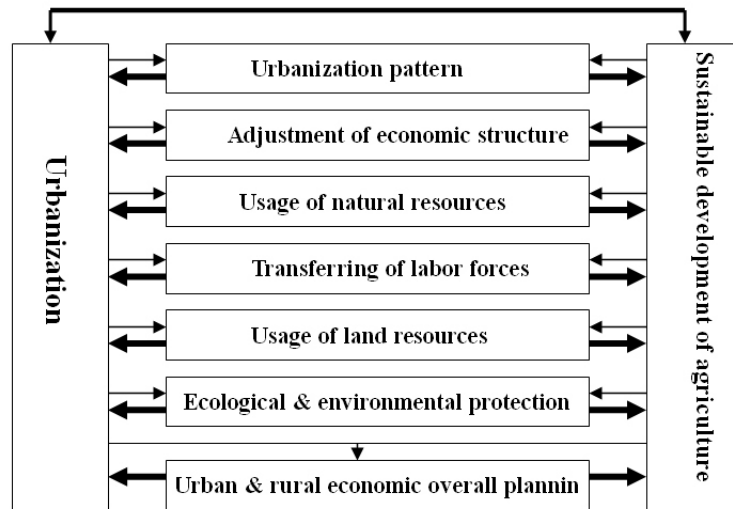 Urbanization
Urbanization pattern
Adjustment of economic structure
Usage of natural resources
Transferring of labor forces
Usage of land resources
Ecological & environmental protection
Urban & rural economic overall plannin
Sustainable development of agriculture